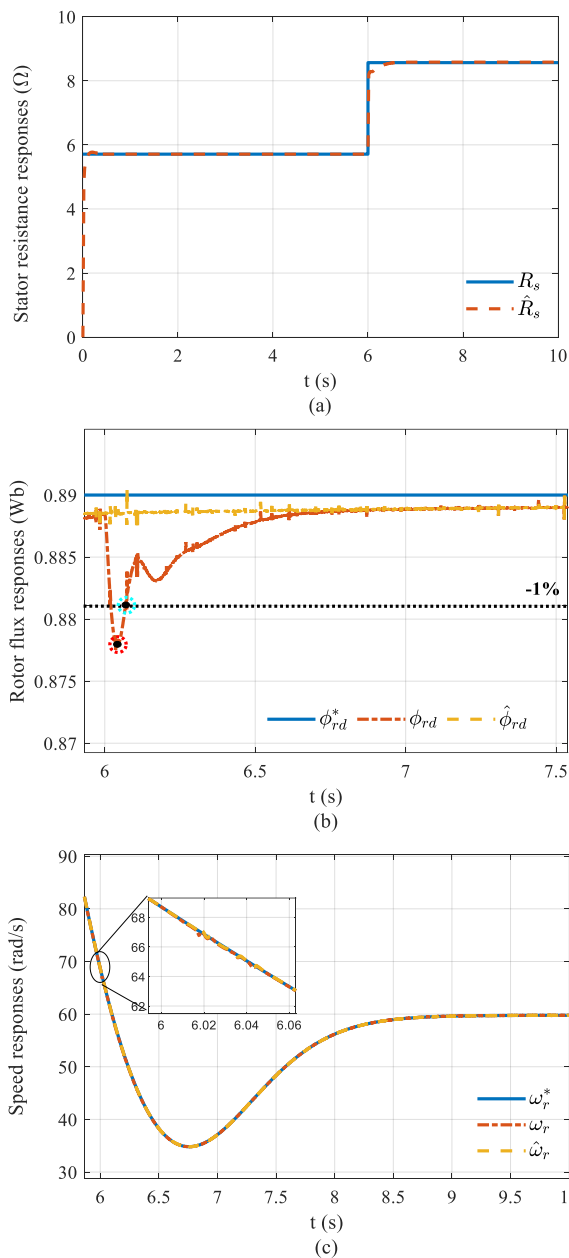 10
8
6
4
2
0
Stator resistance responses (Ω)
R_s
R̂_s
0 2 4 6 8 10
t (s)
(a)
0.89
0.885
0.88
0.875
0.87
Rotor flux responses (Wb)
-1%
ϕ*_rd ϕ_rd ϕ̂_rd
6 6.5 7 7.5
t (s)
(b)
90
80
70
60
50
40
30
Speed responses (rad/s)
68
66
64
62
6 6.02 6.04 6.06
ω*_r
ω_r
ω̂_r
6 6.5 7 7.5 8 8.5 9 9.5 1
t (s)
(c)